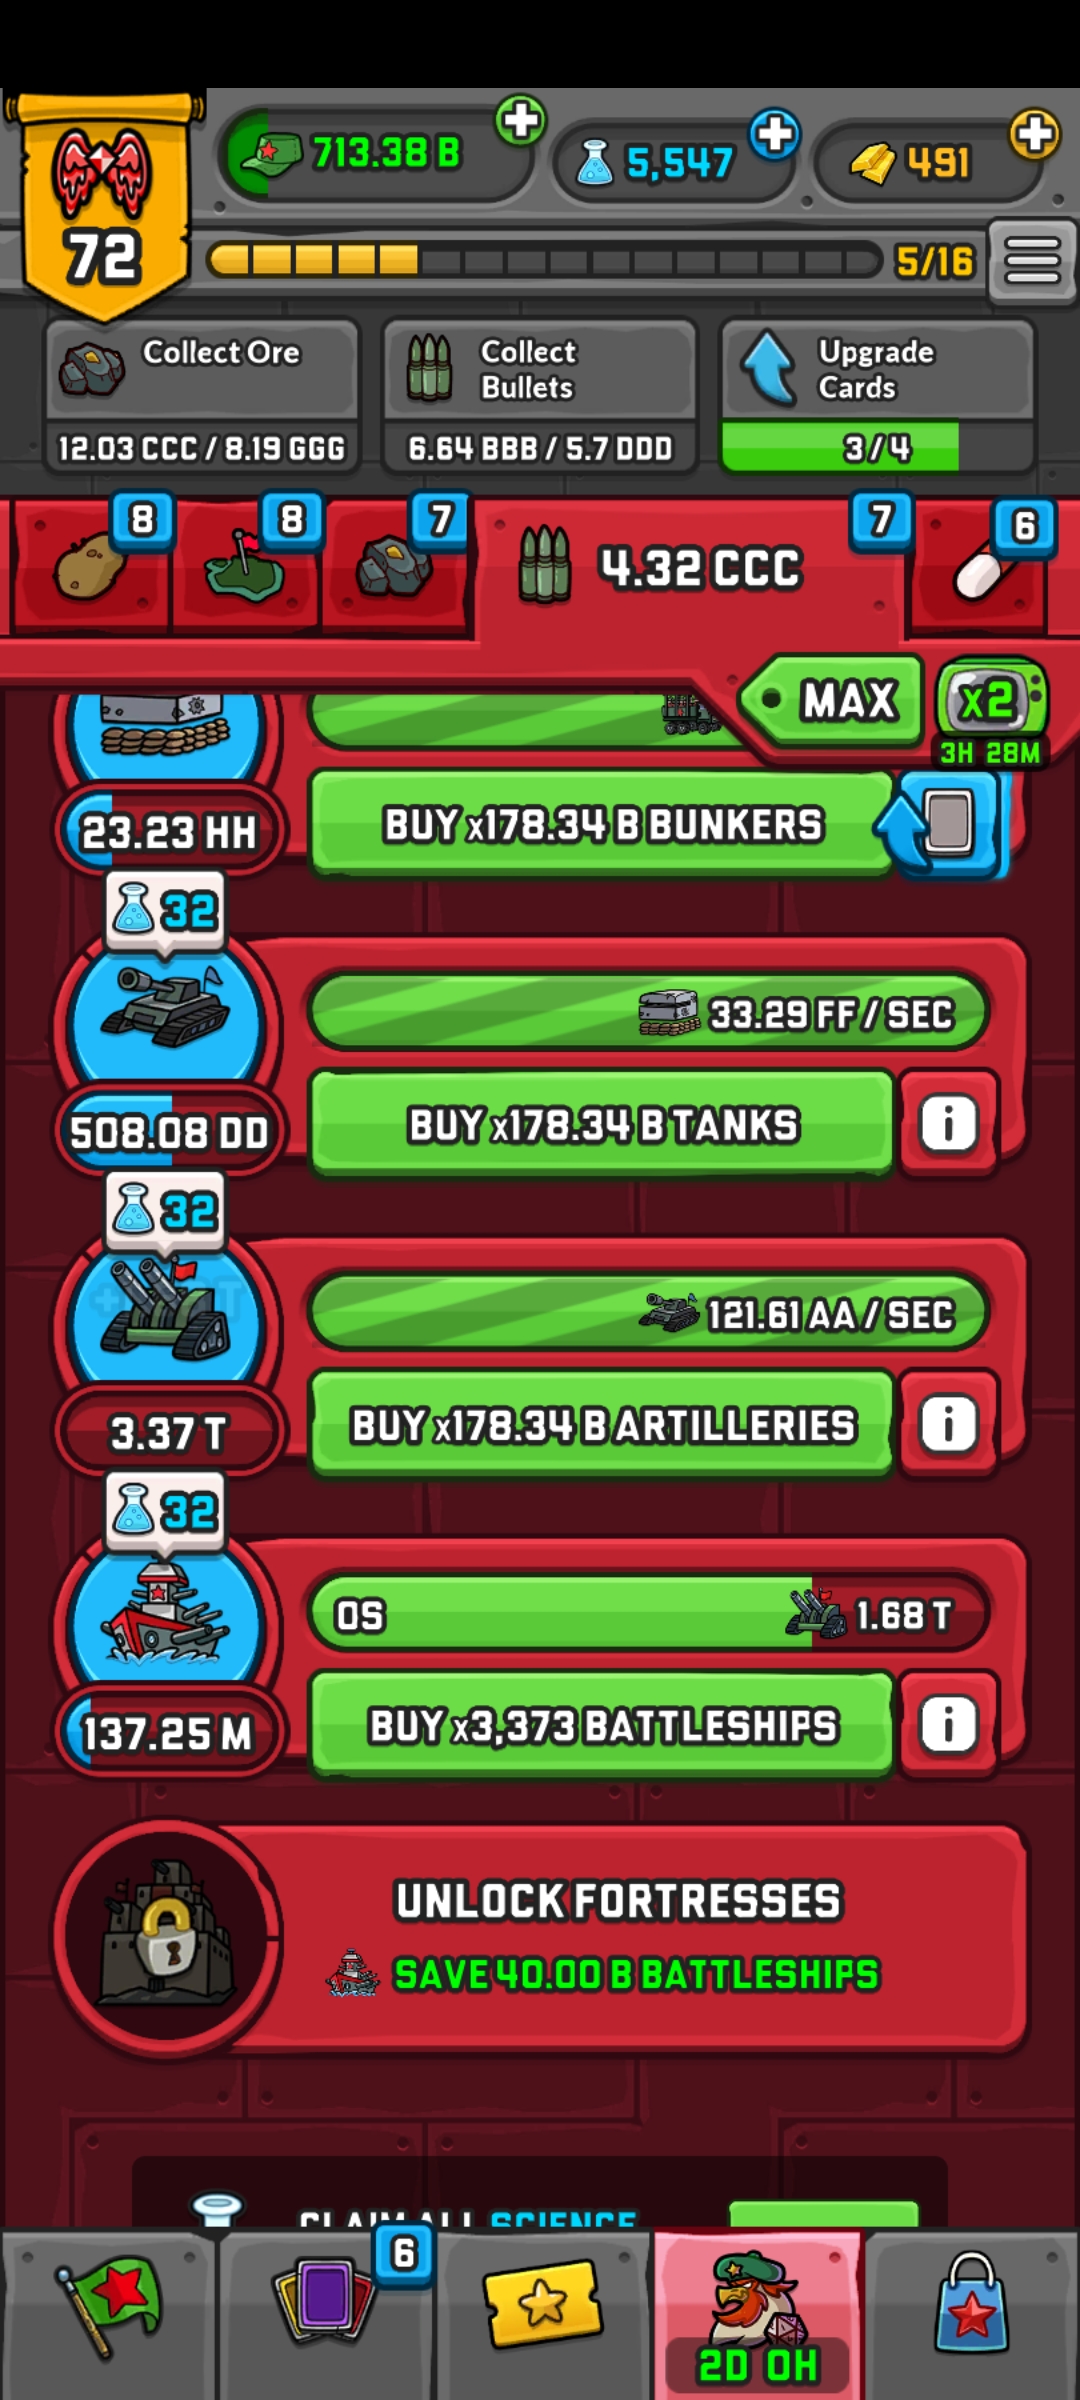 713.38 B
5,547
491
72
5/16
Collect Ore
12.03 CCC / 8.19 GGG
Collect
Bullets
6.64 BBB / 5.7 DDD
Upgrade
Cards
3/4
8
8
7
4.32 CCC
7
6
MAX
x2
3H 28M
23.23 HH
BUY x178.34 B BUNKERS
32
33.29 FF / SEC
508.08 DD
BUY x178.34 B TANKS
i
32
121.61 AA / SEC
3.37 T
BUY x178.34 B ARTILLERIES
i
32
0S
1.68 T
137.25 M
BUY x3,373 BATTLESHIPS
i
UNLOCK FORTRESSES
SAVE 40.00 B BATTLESHIPS
CLAIM ALL SCIENCE
6
2D 0H